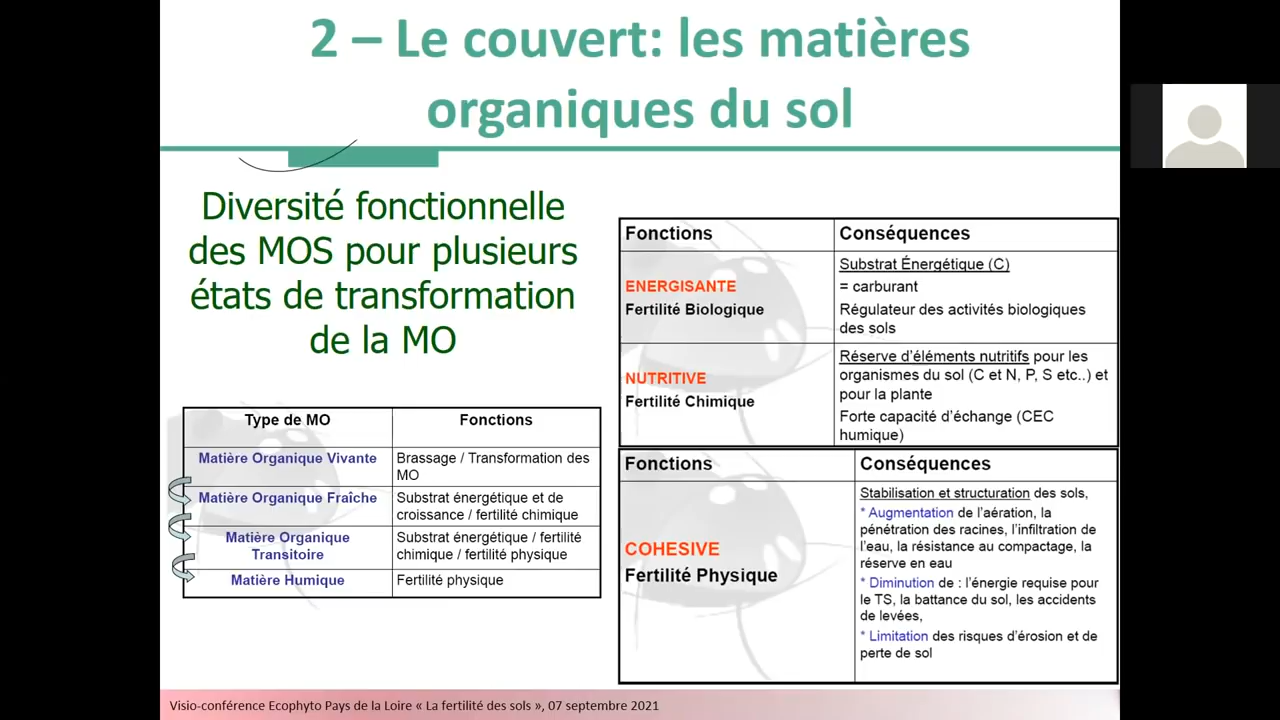 2 – Le couvert: les matières
organiques du sol
Diversité fonctionnelle
des MOS pour plusieurs
états de transformation
de la MO
Type de MO
Fonctions
Matière Organique Vivante
Brassage / Transformation des
MO
Matière Organique Fraîche
Substrat énergétique et de
croissance / fertilité chimique
Matière Organique
Transitoire
Substrat énergétique / fertilité
chimique / fertilité physique
Matière Humique
Fertilité physique
Fonctions
Conséquences
ENERGISANTE
Fertilité Biologique
Substrat Énergétique (C)
= carburant
Régulateur des activités biologiques
des sols
NUTRITIVE
Fertilité Chimique
Réserve d’éléments nutritifs pour les
organismes du sol (C et N, P, S etc..) et
pour la plante
Forte capacité d’échange (CEC
humique)
Fonctions
Conséquences
COHESIVE
Fertilité Physique
Stabilisation et structuration des sols,
* Augmentation de l’aération, la
pénétration des racines, l’infiltration de
l’eau, la résistance au compactage, la
réserve en eau
* Diminution de : l’énergie requise pour
le TS, la battance du sol, les accidents
de levées,
* Limitation des risques d’érosion et de
perte de sol
Visio-conférence Ecophyto Pays de la Loire « La fertilité des sols », 07 septembre 2021